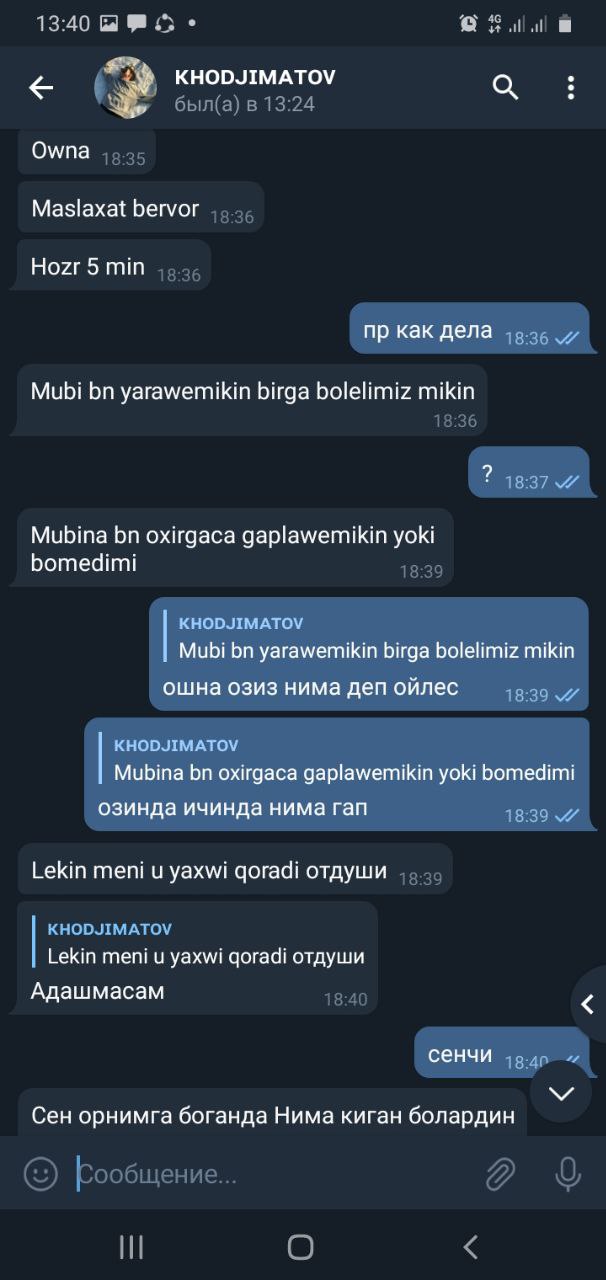 13:40
4G
KHODJIMATOV
был(а) в 13:24
Owna 18:35
Maslaxat bervor 18:36
Hozr 5 min 18:36
пр как дела 18:36
Mubi bn yarawemikin birga bolelimiz mikin
18:36
? 18:37
Mubina bn oxirgaca gaplawemikin yoki
bomedimi 18:39
KHODJIMATOV
Mubi bn yarawemikin birga bolelimiz mikin
ошна озиз нима деп ойлес 18:39
KHODJIMATOV
Mubina bn oxirgaca gaplawemikin yoki bomedimi
озинда ичинда нима гап 18:39
Lekin meni u yaxwi qoradi отдуши 18:39
KHODJIMATOV
Lekin meni u yaxwi qoradi отдуши
Адашмасам 18:40
сенчи 18:40
Сен орнимга боганда Нима киган болардин
Сообщение...